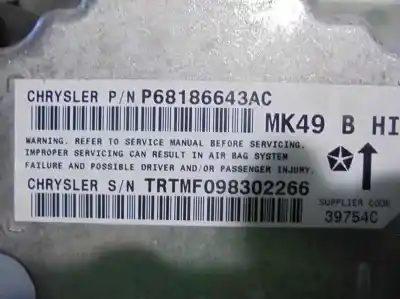 CHRYSLER P/N P68186643AC
MK49 B HI
WARNING. REFER TO SERVICE MANUAL BEFORE SERVICING.
IMPROPER SERVICING CAN RESULT IN AIR BAG SYSTEM
FAILURE AND POSSIBLE DRIVER AND/OR PASSENGER INJURY.
CHRYSLER S/N TRTMF098302266
SUPPLIER CODE
39754C